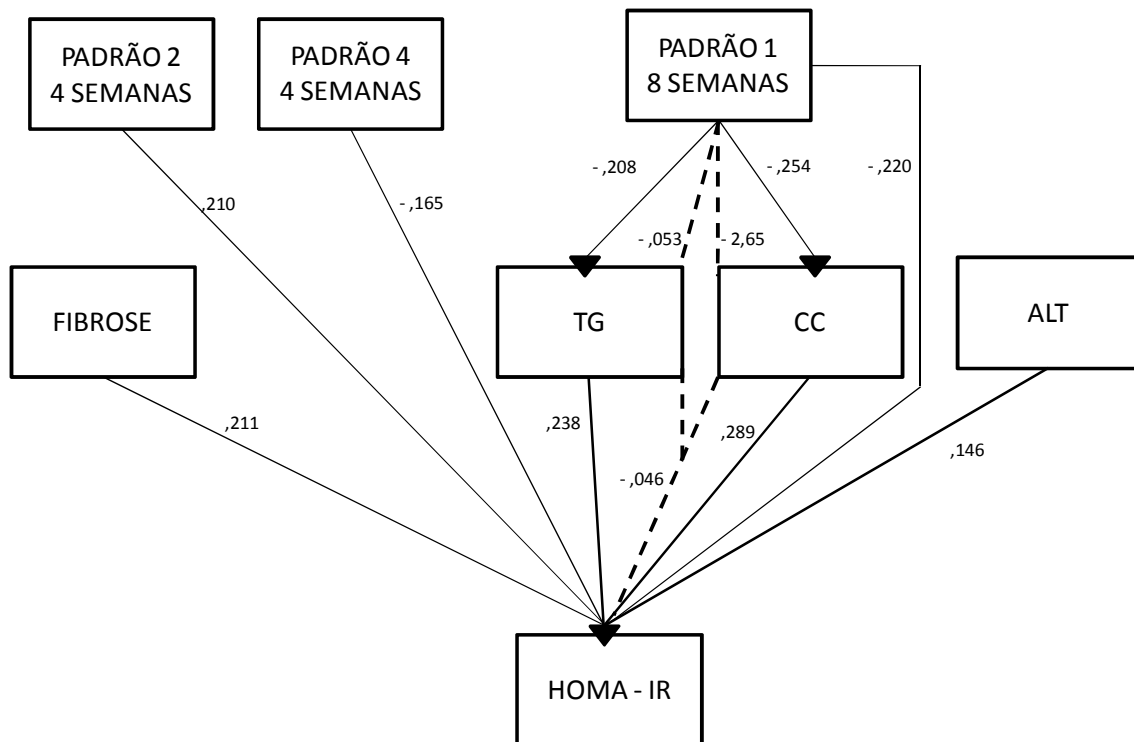 PADRÃO 2
4 SEMANAS
PADRÃO 4
4 SEMANAS
PADRÃO 1
8 SEMANAS
- ,208
- ,254
- ,220
,210
- ,165
- ,053
- 2,65
FIBROSE
TG
CC
ALT
,211
,238
,289
,146
- ,046
HOMA - IR